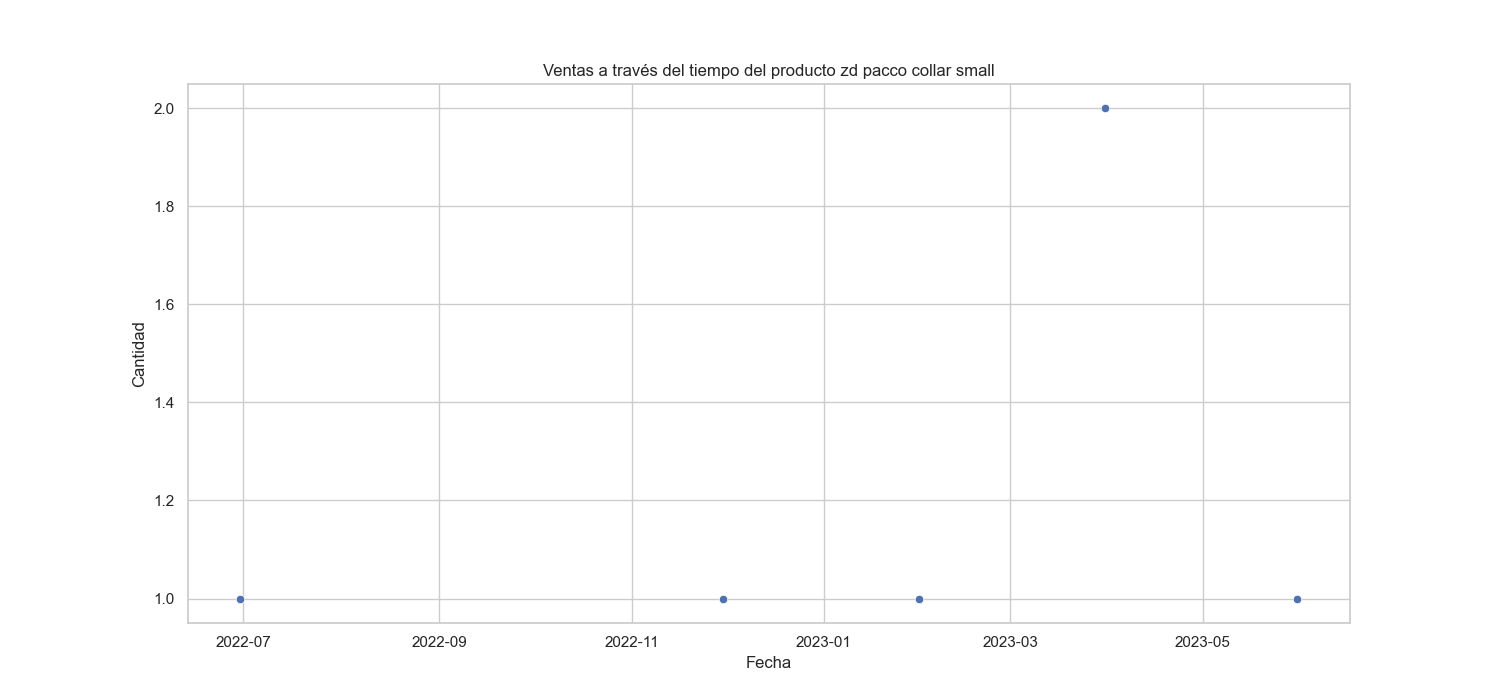 Ventas a través del tiempo del producto zd pacco collar small
2.0
1.8
1.6
1.4
1.2
1.0
Cantidad
2022-07 2022-09 2022-11 2023-01 2023-03 2023-05
Fecha